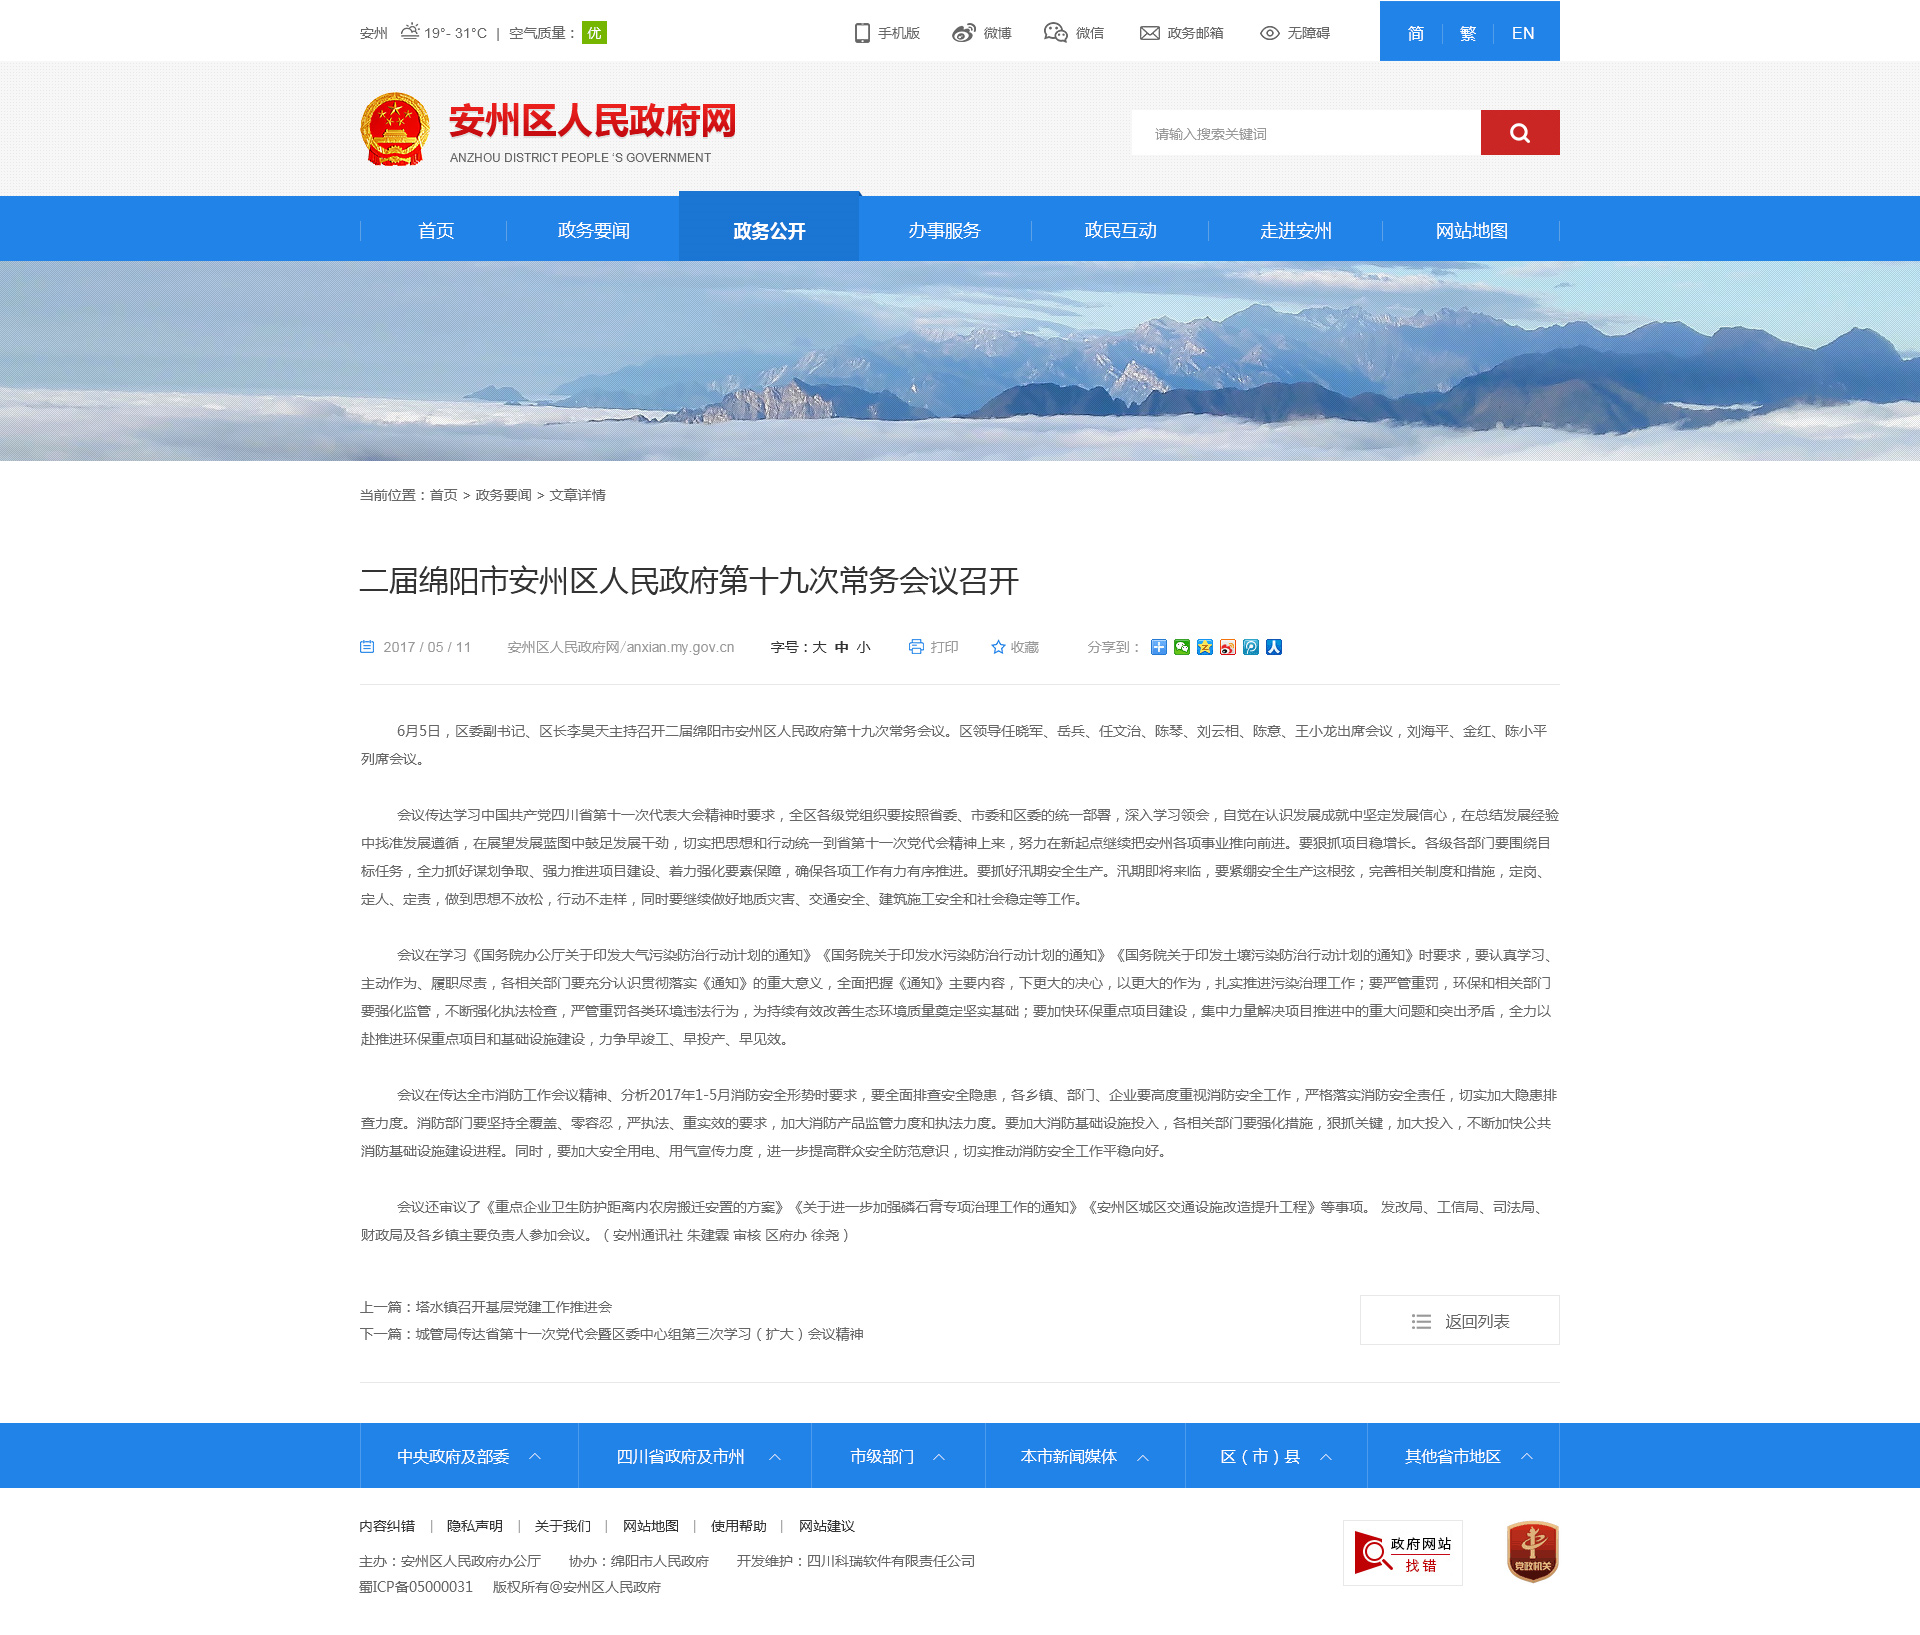 安州 19°- 31°C | 空气质量： 优 手机版 微博 微信 政务邮箱 无障碍 简 繁 EN
安州区人民政府网
ANZHOU DISTRICT PEOPLE ‘S GOVERNMENT
请输入搜索关键词
首页 政务要闻 政务公开 办事服务 政民互动 走进安州 网站地图
当前位置：首页 > 政务要闻 > 文章详情
二届绵阳市安州区人民政府第十九次常务会议召开
2017 / 05 / 11 安州区人民政府网/anxian.my.gov.cn 字号：大 中 小 打印 收藏 分享到：
6月5日，区委副书记、区长李昊天主持召开二届绵阳市安州区人民政府第十九次常务会议。区领导任晓军、岳兵、任文治、陈琴、刘云相、陈意、王小龙出席会议，刘海平、金红、陈小平
列席会议。
会议传达学习中国共产党四川省第十一次代表大会精神时要求，全区各级党组织要按照省委、市委和区委的统一部署，深入学习领会，自觉在认识发展成就中坚定发展信心，在总结发展经验
中找准发展遵循，在展望发展蓝图中鼓足发展干劲，切实把思想和行动统一到省第十一次党代会精神上来，努力在新起点继续把安州各项事业推向前进。要狠抓项目稳增长。各级各部门要围绕目
标任务，全力抓好谋划争取、强力推进项目建设、着力强化要素保障，确保各项工作有力有序推进。要抓好汛期安全生产。汛期即将来临，要紧绷安全生产这根弦，完善相关制度和措施，定岗、
定人、定责，做到思想不放松，行动不走样，同时要继续做好地质灾害、交通安全、建筑施工安全和社会稳定等工作。
会议在学习《国务院办公厅关于印发大气污染防治行动计划的通知》《国务院关于印发水污染防治行动计划的通知》《国务院关于印发土壤污染防治行动计划的通知》时要求，要认真学习、
主动作为、履职尽责，各相关部门要充分认识贯彻落实《通知》的重大意义，全面把握《通知》主要内容，下更大的决心，以更大的作为，扎实推进污染治理工作；要严管重罚，环保和相关部门
要强化监管，不断强化执法检查，严管重罚各类环境违法行为，为持续有效改善生态环境质量奠定坚实基础；要加快环保重点项目建设，集中力量解决项目推进中的重大问题和突出矛盾，全力以
赴推进环保重点项目和基础设施建设，力争早竣工、早投产、早见效。
会议在传达全市消防工作会议精神、分析2017年1-5月消防安全形势时要求，要全面排查安全隐患，各乡镇、部门、企业要高度重视消防安全工作，严格落实消防安全责任，切实加大隐患排
查力度。消防部门要坚持全覆盖、零容忍，严执法、重实效的要求，加大消防产品监管力度和执法力度。要加大消防基础设施投入，各相关部门要强化措施，狠抓关键，加大投入，不断加快公共
消防基础设施建设进程。同时，要加大安全用电、用气宣传力度，进一步提高群众安全防范意识，切实推动消防安全工作平稳向好。
会议还审议了《重点企业卫生防护距离内农房搬迁安置的方案》《关于进一步加强磷石膏专项治理工作的通知》《安州区城区交通设施改造提升工程》等事项。 发改局、工信局、司法局、
财政局及各乡镇主要负责人参加会议。（安州通讯社 朱建霖 审核 区府办 徐尧）
上一篇：塔水镇召开基层党建工作推进会
下一篇：城管局传达省第十一次党代会暨区委中心组第三次学习（扩大）会议精神
返回列表
中央政府及部委 四川省政府及市州 市级部门 本市新闻媒体 区（市）县 其他省市地区
内容纠错 | 隐私声明 | 关于我们 | 网站地图 | 使用帮助 | 网站建议
主办：安州区人民政府办公厅 协办：绵阳市人民政府 开发维护：四川科瑞软件有限责任公司
蜀ICP备05000031 版权所有@安州区人民政府
政府网站
找错
党政机关